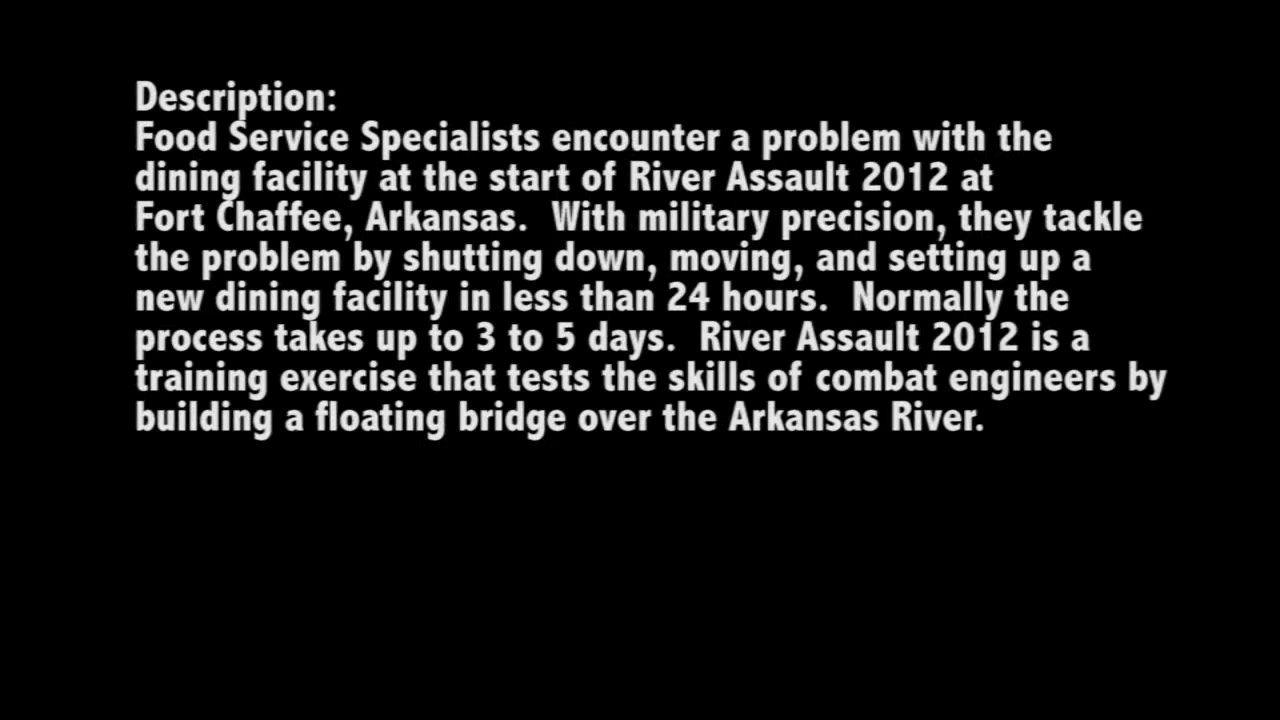 Description:
Food Service Specialists encounter a problem with the
dining facility at the start of River Assault 2012 at
Fort Chaffee, Arkansas.  With military precision, they tackle
the problem by shutting down, moving, and setting up a
new dining facility in less than 24 hours.  Normally the
process takes up to 3 to 5 days.  River Assault 2012 is a
training exercise that tests the skills of combat engineers by
building a floating bridge over the Arkansas River.